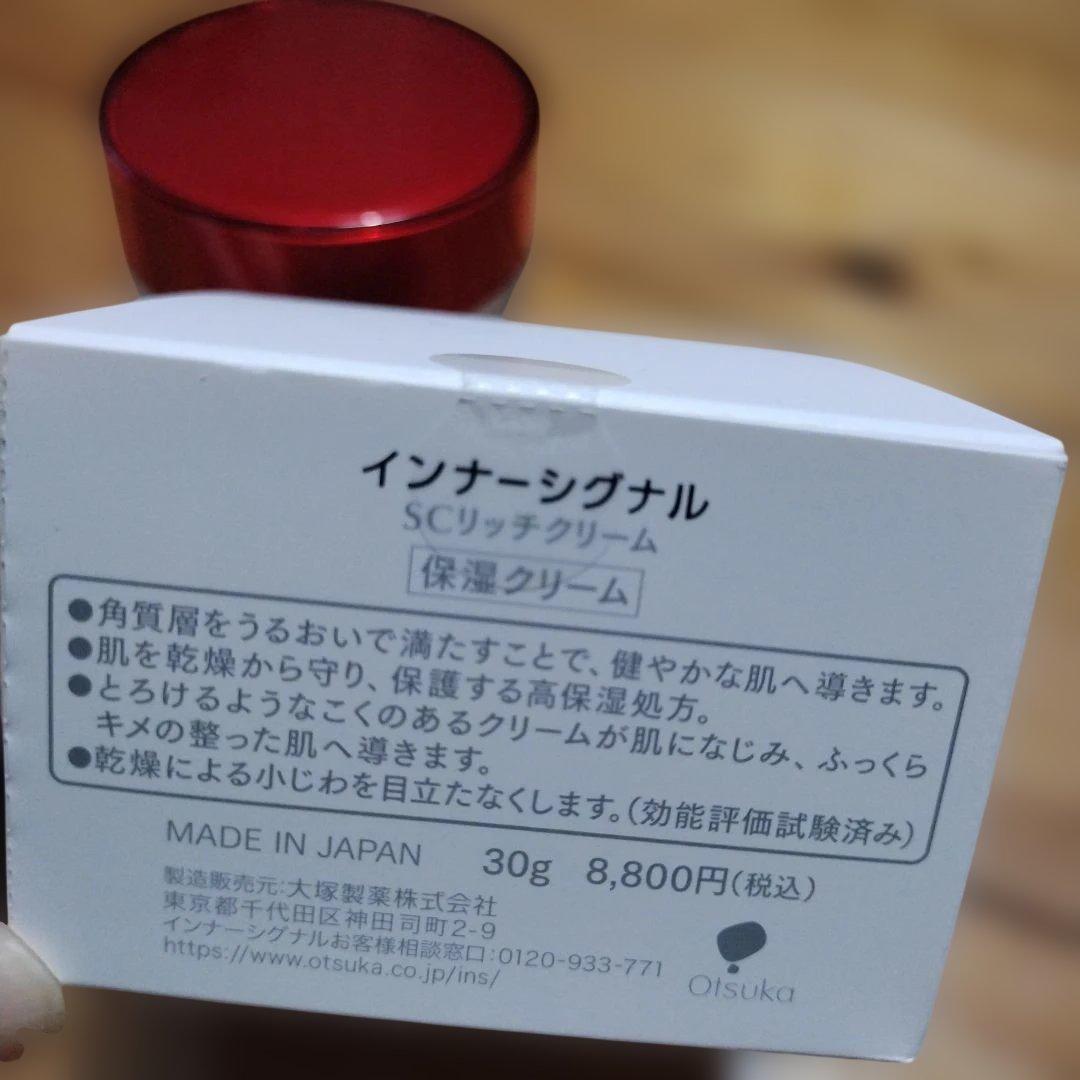 インナーシグナル
SCリッチクリーム
保湿クリーム
●角質層をうるおいで満たすことで、健やかな肌へ導きます。
●肌を乾燥から守り、保護する高保湿処方。
●とろけるようなこくのあるクリームが肌になじみ、ふっくら
キメの整った肌へ導きます。
●乾燥による小じわを目立たなくします。(効能評価試験済み)
MADE IN JAPAN 30g 8,800円(税込)
製造販売元:大塚製薬株式会社
東京都千代田区神田司町2-9
インナーシグナルお客様相談窓口:0120-933-771
https://www.otsuka.co.jp/ins/
Otsuka